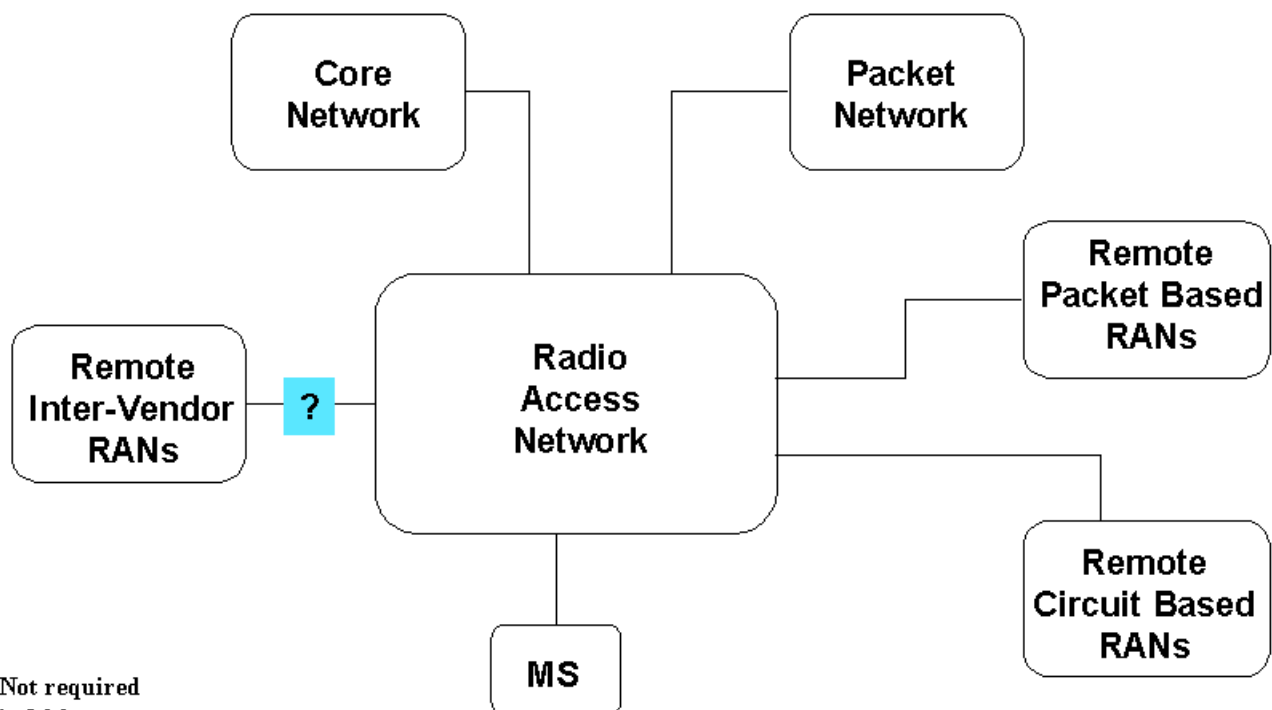 Core
Network
Packet
Network
Remote
Packet Based
RANs
Remote
Inter-Vendor
RANs
?
Radio
Access
Network
Remote
Circuit Based
RANs
MS
Not required